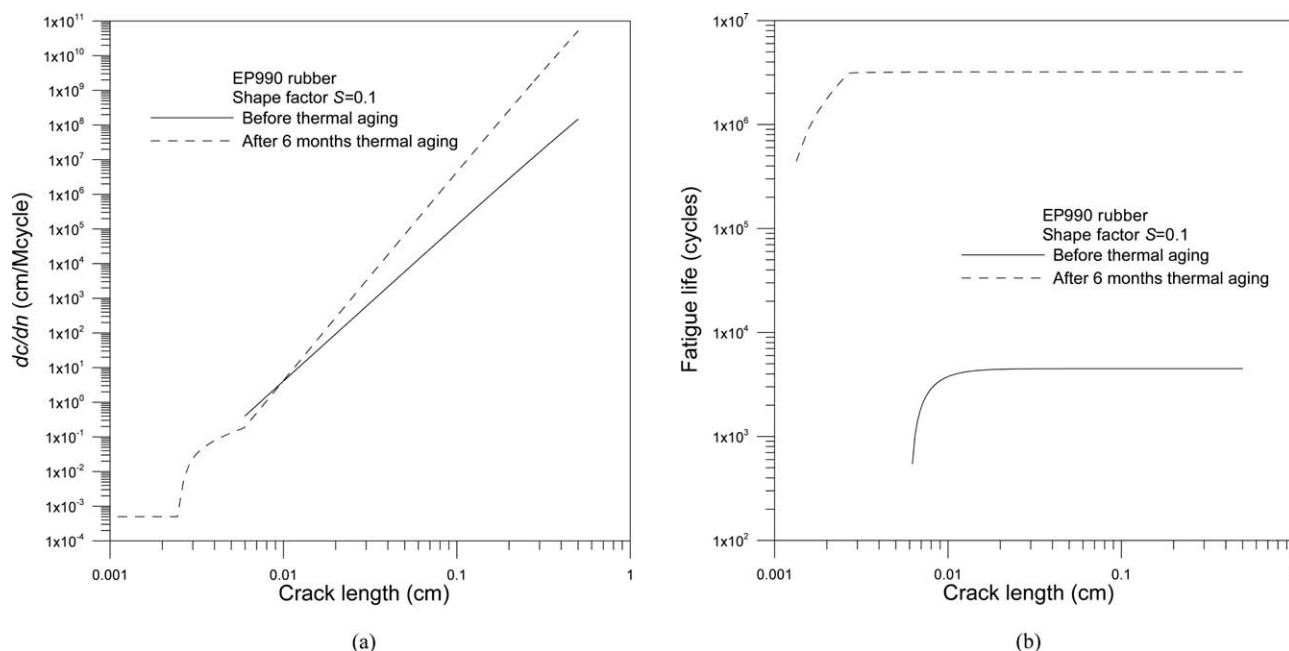 1x10^11
1x10^10
1x10^9
1x10^8
1x10^7
1x10^6
1x10^5
1x10^4
1x10^3
1x10^2
1x10^1
1x10^0
1x10^-1
1x10^-2
1x10^-3
1x10^-4
dc/dn (cm/Mcycle)
EP990 rubber
Shape factor S=0.1
Before thermal aging
After 6 months thermal aging
0.001 0.01 0.1 1
Crack length (cm)
(a)
1x10^7
1x10^6
1x10^5
1x10^4
1x10^3
1x10^2
Fatigue life (cycles)
EP990 rubber
Shape factor S=0.1
Before thermal aging
After 6 months thermal aging
0.001 0.01 0.1
Crack length (cm)
(b)